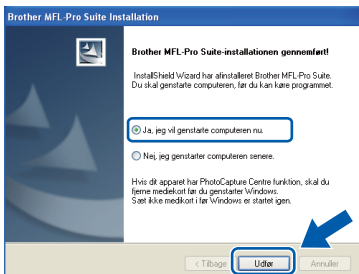 Brother MFL-Pro Suite Installation
Brother MFL-Pro Suite-installationen gennemført!
InstallShield Wizard har afinstalleret Brother MFL-Pro Suite.
Du skal genstarte computeren, før du kan køre programmet.
Ja, jeg vil genstarte computeren nu.
Nej, jeg genstarter computeren senere.
Hvis dit apparet har PhotoCapture Centre funktion, skal du
fjerne mediekort før du genstarter Windows.
Sæt ikke medikort i før Windows er startet igen.
< Tilbage
Udfør
Annuller